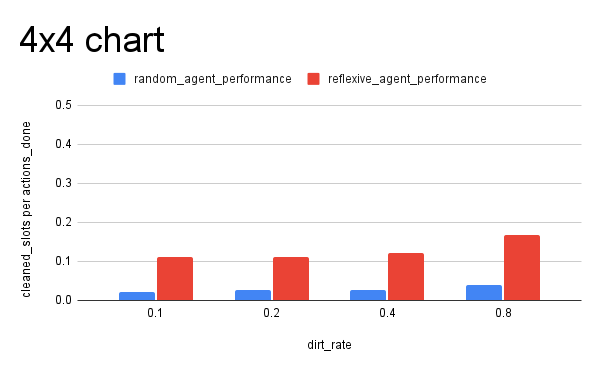 4x4 chart
random_agent_performance reflexive_agent_performance
cleaned_slots per actions_done
0.5
0.4
0.3
0.2
0.1
0.0
0.1 0.2 0.4 0.8
dirt_rate